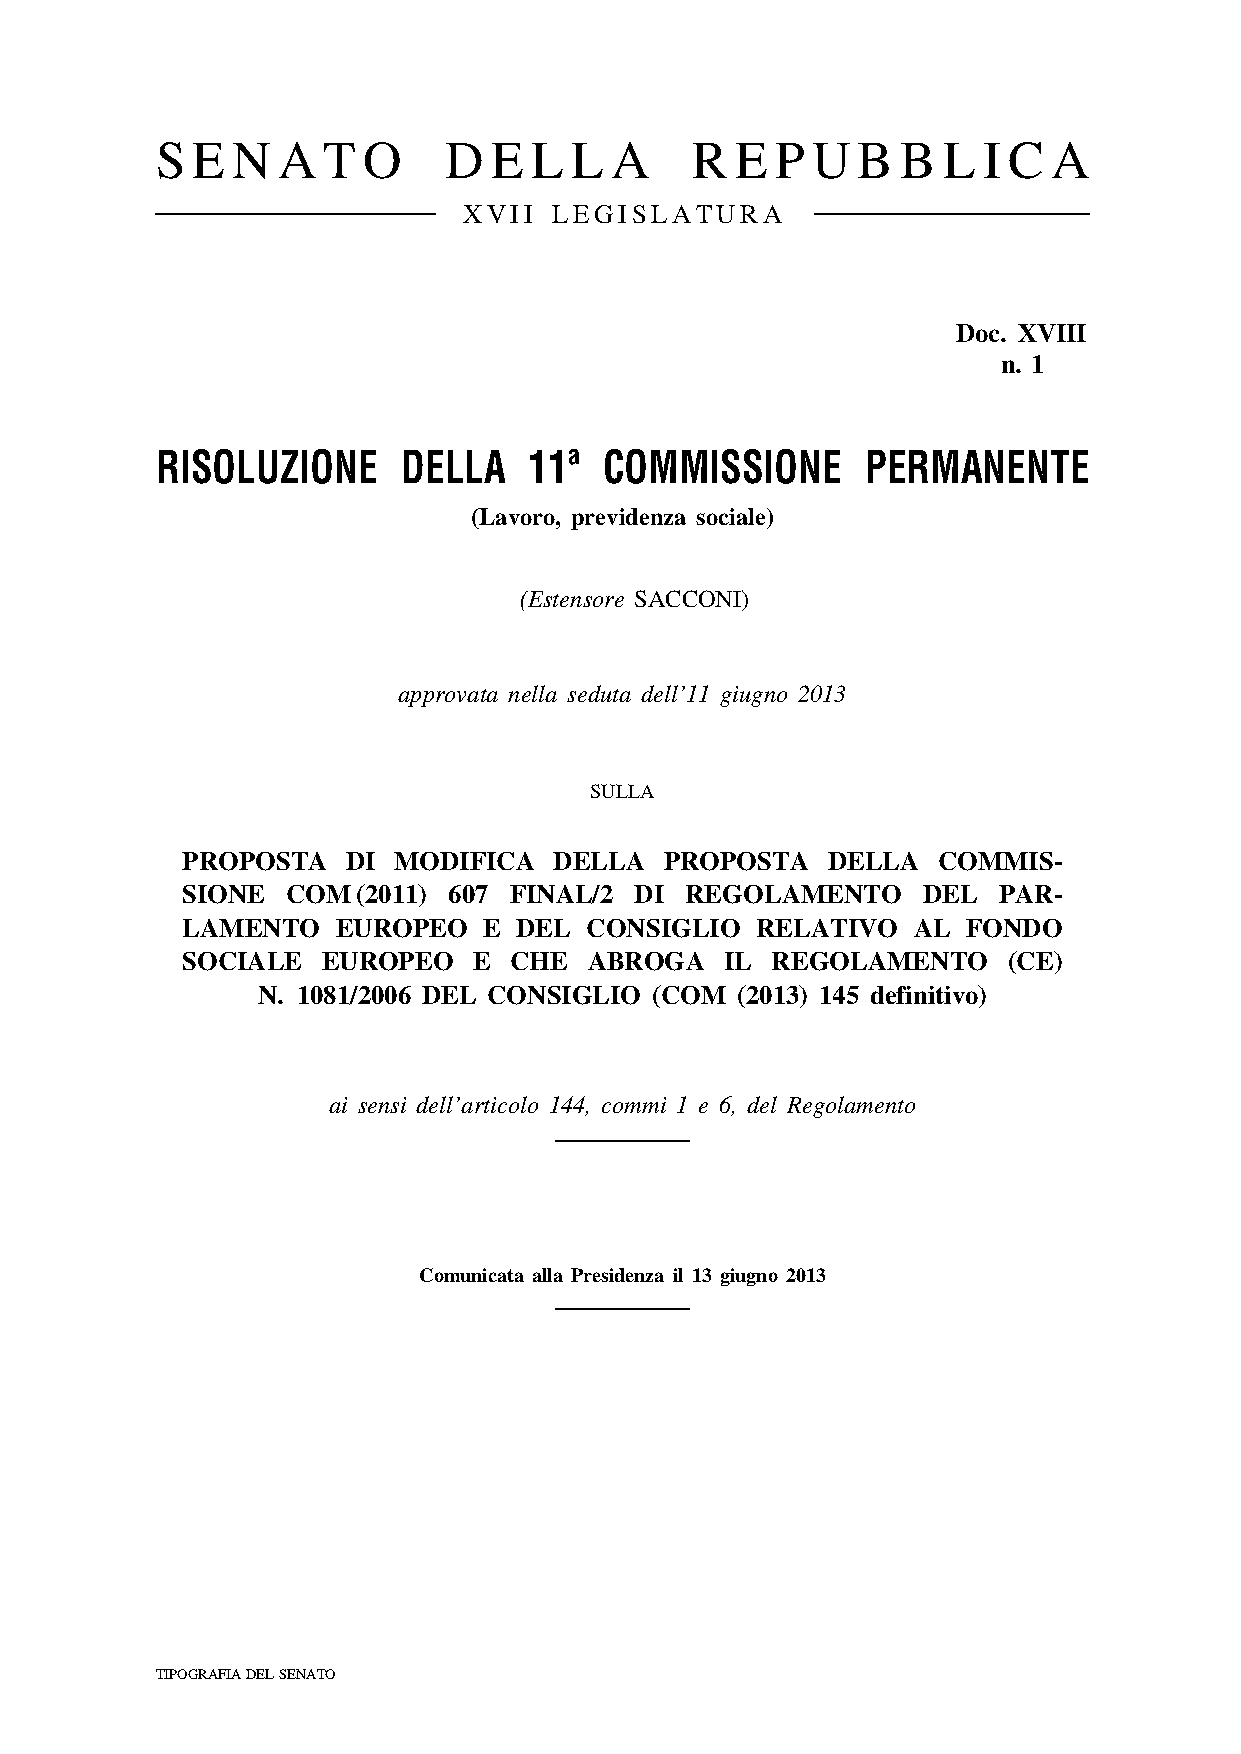 SENATO DELLA REPUBBLICA
XVII LEGISLATURA
Doc. XVIII
n. 1
RISOLUZIONE DELLA 11ª COMMISSIONE PERMANENTE
(Lavoro, previdenza sociale)
(Estensore SACCONI)
approvata nella seduta dell’11 giugno 2013
SULLA
PROPOSTA DI MODIFICA DELLA PROPOSTA DELLA COMMIS-
SIONE COM (2011) 607 FINAL/2 DI REGOLAMENTO DEL PAR-
LAMENTO EUROPEO E DEL CONSIGLIO RELATIVO AL FONDO
SOCIALE EUROPEO E CHE ABROGA IL REGOLAMENTO (CE)
N. 1081/2006 DEL CONSIGLIO (COM (2013) 145 definitivo)
ai sensi dell’articolo 144, commi 1 e 6, del Regolamento
Comunicata alla Presidenza il 13 giugno 2013
TIPOGRAFIA DEL SENATO